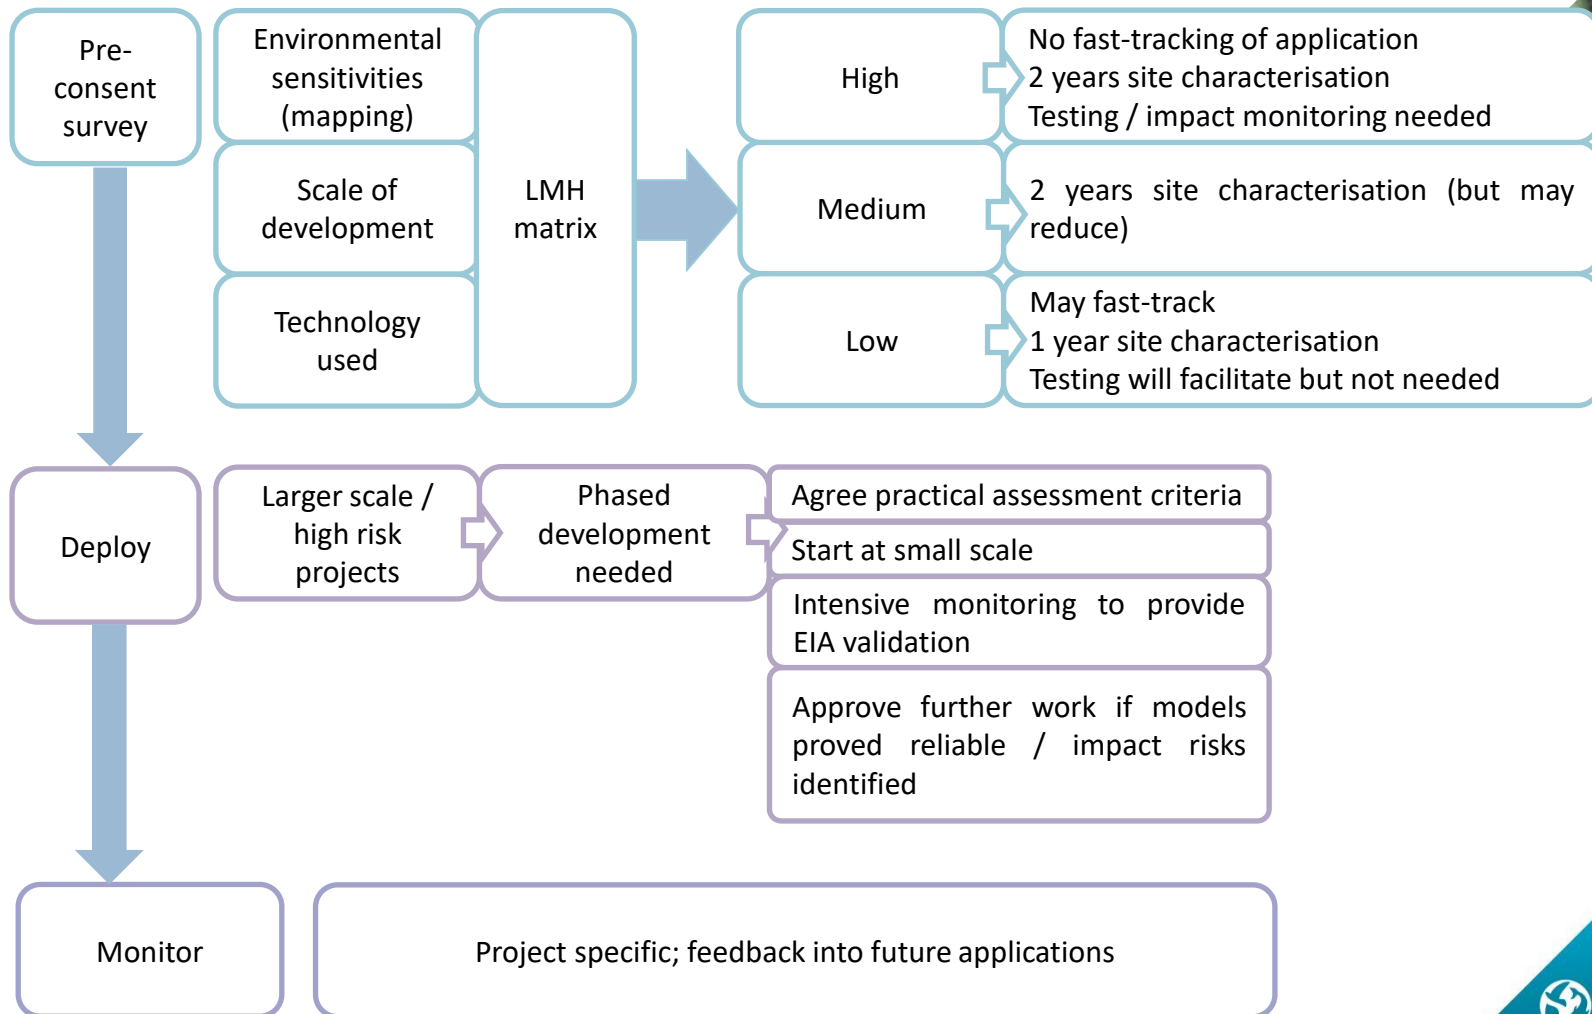 Pre-
consent
survey
Environmental
sensitivities
(mapping)
Scale of
development
Technology
used
LMH
matrix
High
No fast-tracking of application
2 years site characterisation
Testing / impact monitoring needed
Medium
2 years site characterisation (but may
reduce)
Low
May fast-track
1 year site characterisation
Testing will facilitate but not needed
Deploy
Larger scale /
high risk
projects
Phased
development
needed
Agree practical assessment criteria
Start at small scale
Intensive monitoring to provide
EIA validation
Approve further work if models
proved reliable / impact risks
identified
Monitor
Project specific; feedback into future applications